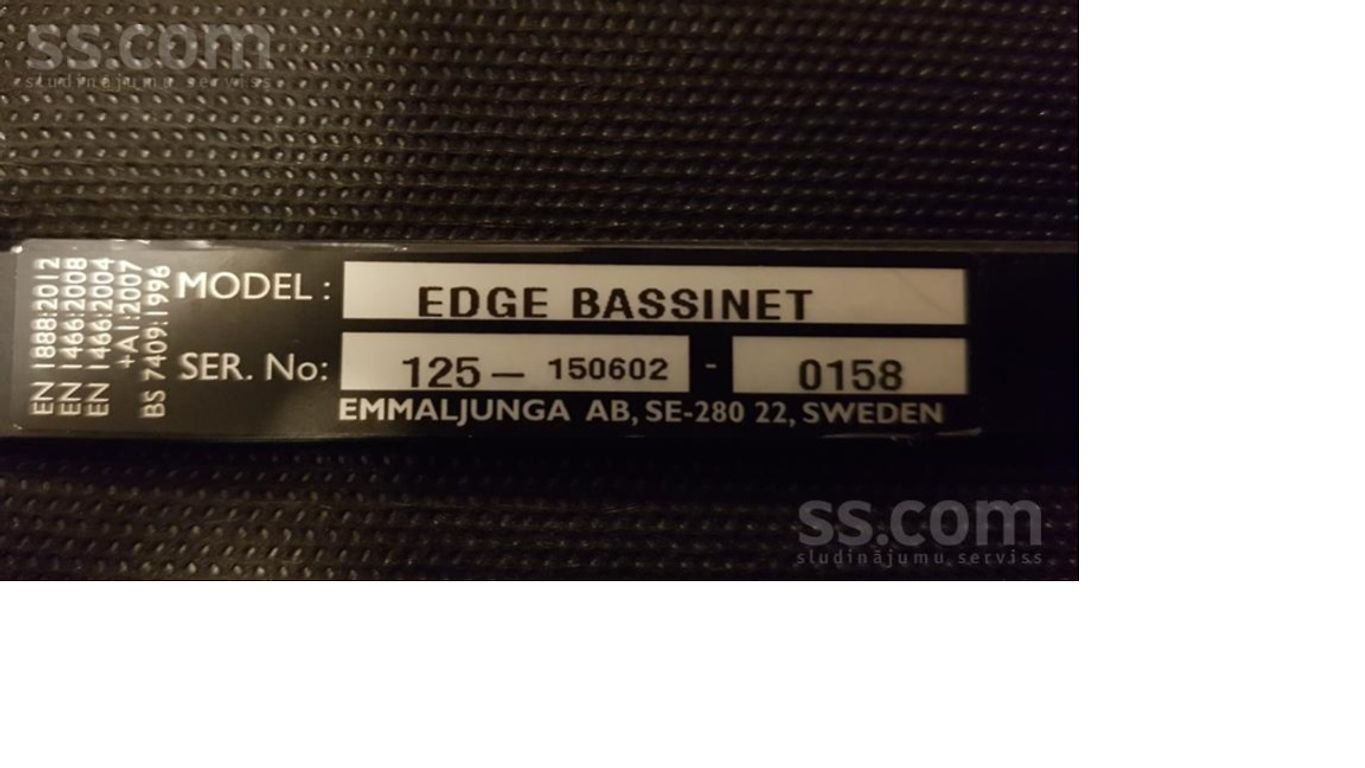 ss.com
sludinājumu serviss
EN 1888:2012
EN 1466:2008
EN 1466:2004
+A1:2007
BS 7409:1996
MODEL: EDGE BASSINET
SER. No: 125- 150602 - 0158
EMMALJUNGA AB, SE-280 22, SWEDEN
ss.com
sludinājumu serviss